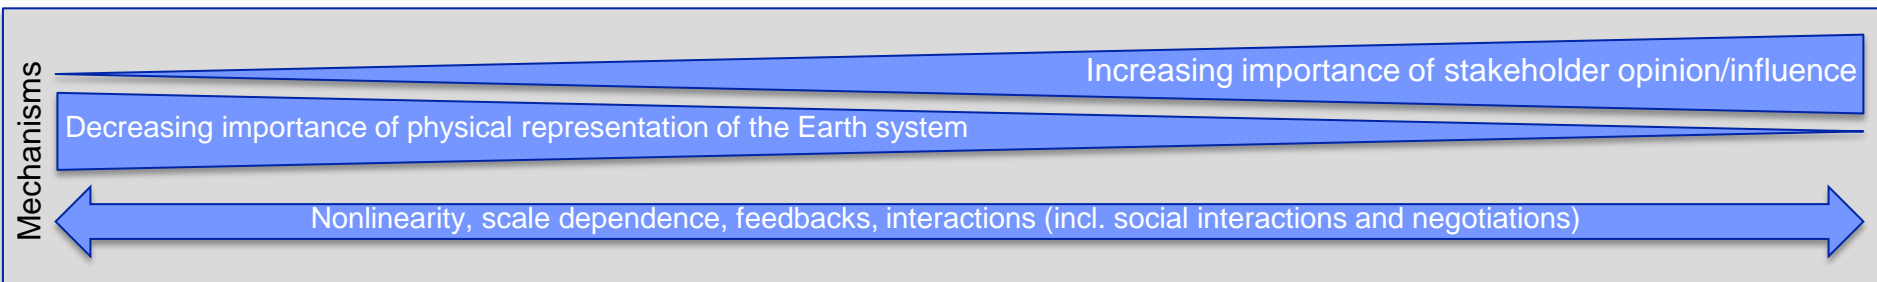 Mechanisms
Increasing importance of stakeholder opinion/influence
Decreasing importance of physical representation of the Earth system
Nonlinearity, scale dependence, feedbacks, interactions (incl. social interactions and negotiations)